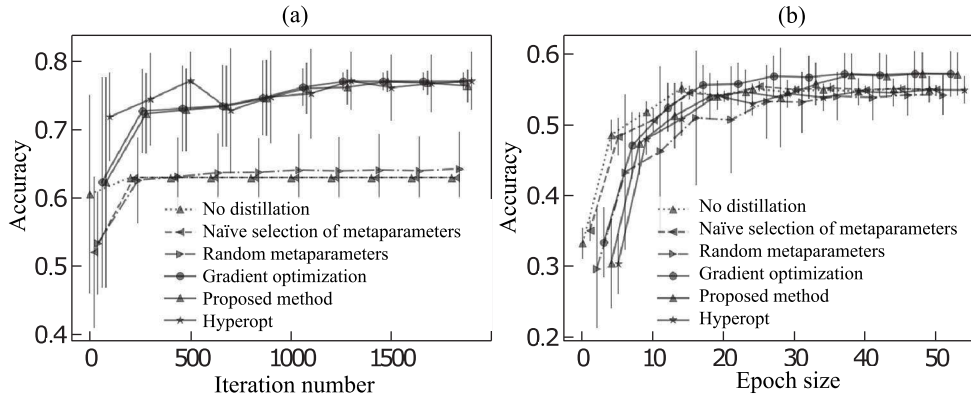 (a)
0.8
0.7
0.6
0.5
0.4
Accuracy
No distillation
Naïve selection of metaparameters
Random metaparameters
Gradient optimization
Proposed method
Hyperopt
0 500 1000 1500
Iteration number
(b)
0.6
0.5
0.4
0.3
0.2
Accuracy
No distillation
Naïve selection of metaparameters
Random metaparameters
Gradient optimization
Proposed method
Hyperopt
0 10 20 30 40 50
Epoch size